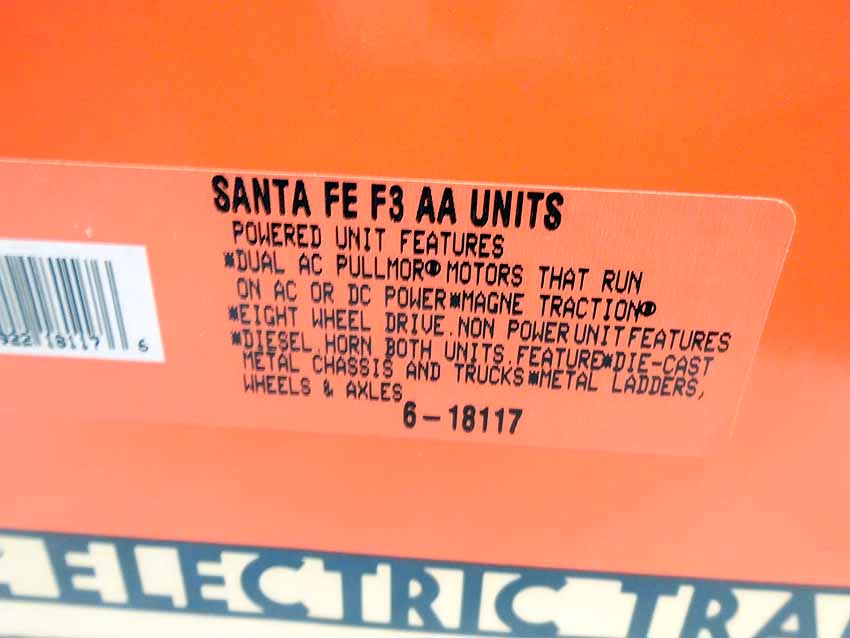 SANTA FE F3 AA UNITS
POWERED UNIT FEATURES
*DUAL AC PULLMOR® MOTORS THAT RUN
ON AC OR DC POWER*MAGNE TRACTION®
*EIGHT WHEEL DRIVE.NON POWER UNIT FEATURES
*DIESEL HORN BOTH UNITS FEATURE*DIE-CAST
METAL CHASSIS AND TRUCKS*METAL LADDERS,
WHEELS & AXLES
6-18117
922 18117 6
ELECTRIC TRA